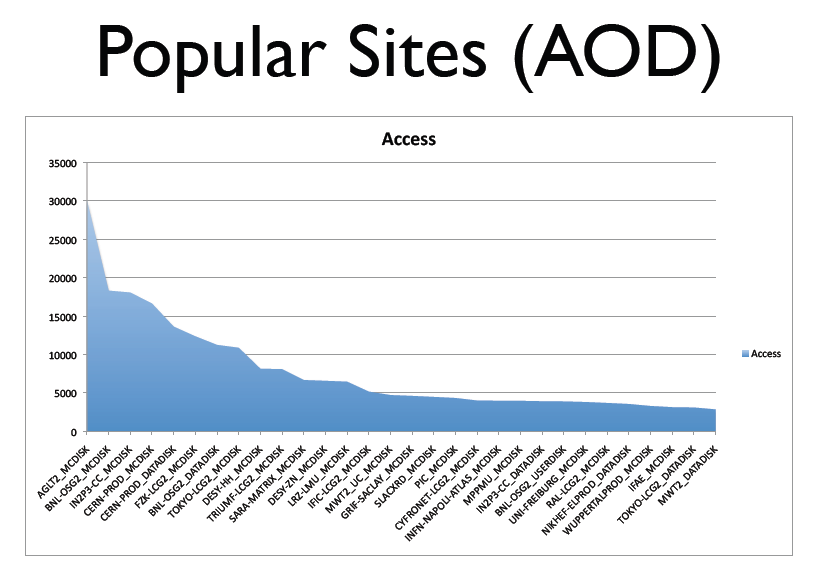 Popular Sites (AOD)
Access
35000
30000
25000
20000
15000
10000
5000
0
Access
AGLT2_MCDISK
BNL-OSG2_MCDISK
IN2P3-CC_MCDISK
CERN-PROD_MCDISK
CERN-PROD_DATADISK
FZK-LCG2_MCDISK
BNL-OSG2_DATADISK
TOKYO-LCG2_MCDISK
DESY-HH_MCDISK
TRIUMF-LCG2_MCDISK
SARA-MATRIX_MCDISK
DESY-ZN_MCDISK
LRZ-LMU_MCDISK
IFIC-LCG2_MCDISK
MWT2_UC_MCDISK
GRIF-SACLAY_MCDISK
SLACXRD_MCDISK
PIC_MCDISK
CYFRONET-LCG2_MCDISK
INFN-NAPOLI-ATLAS_MCDISK
MPPMU_MCDISK
IN2P3-CC_DATADISK
BNL-OSG2_USERDISK
UNI-FREIBURG_MCDISK
RAL-LCG2_MCDISK
NIKHEF-ELPROD_DATADISK
WUPPERTALPROD_MCDISK
IFAE_MCDISK
TOKYO-LCG2_DATADISK
MWT2_DATADISK